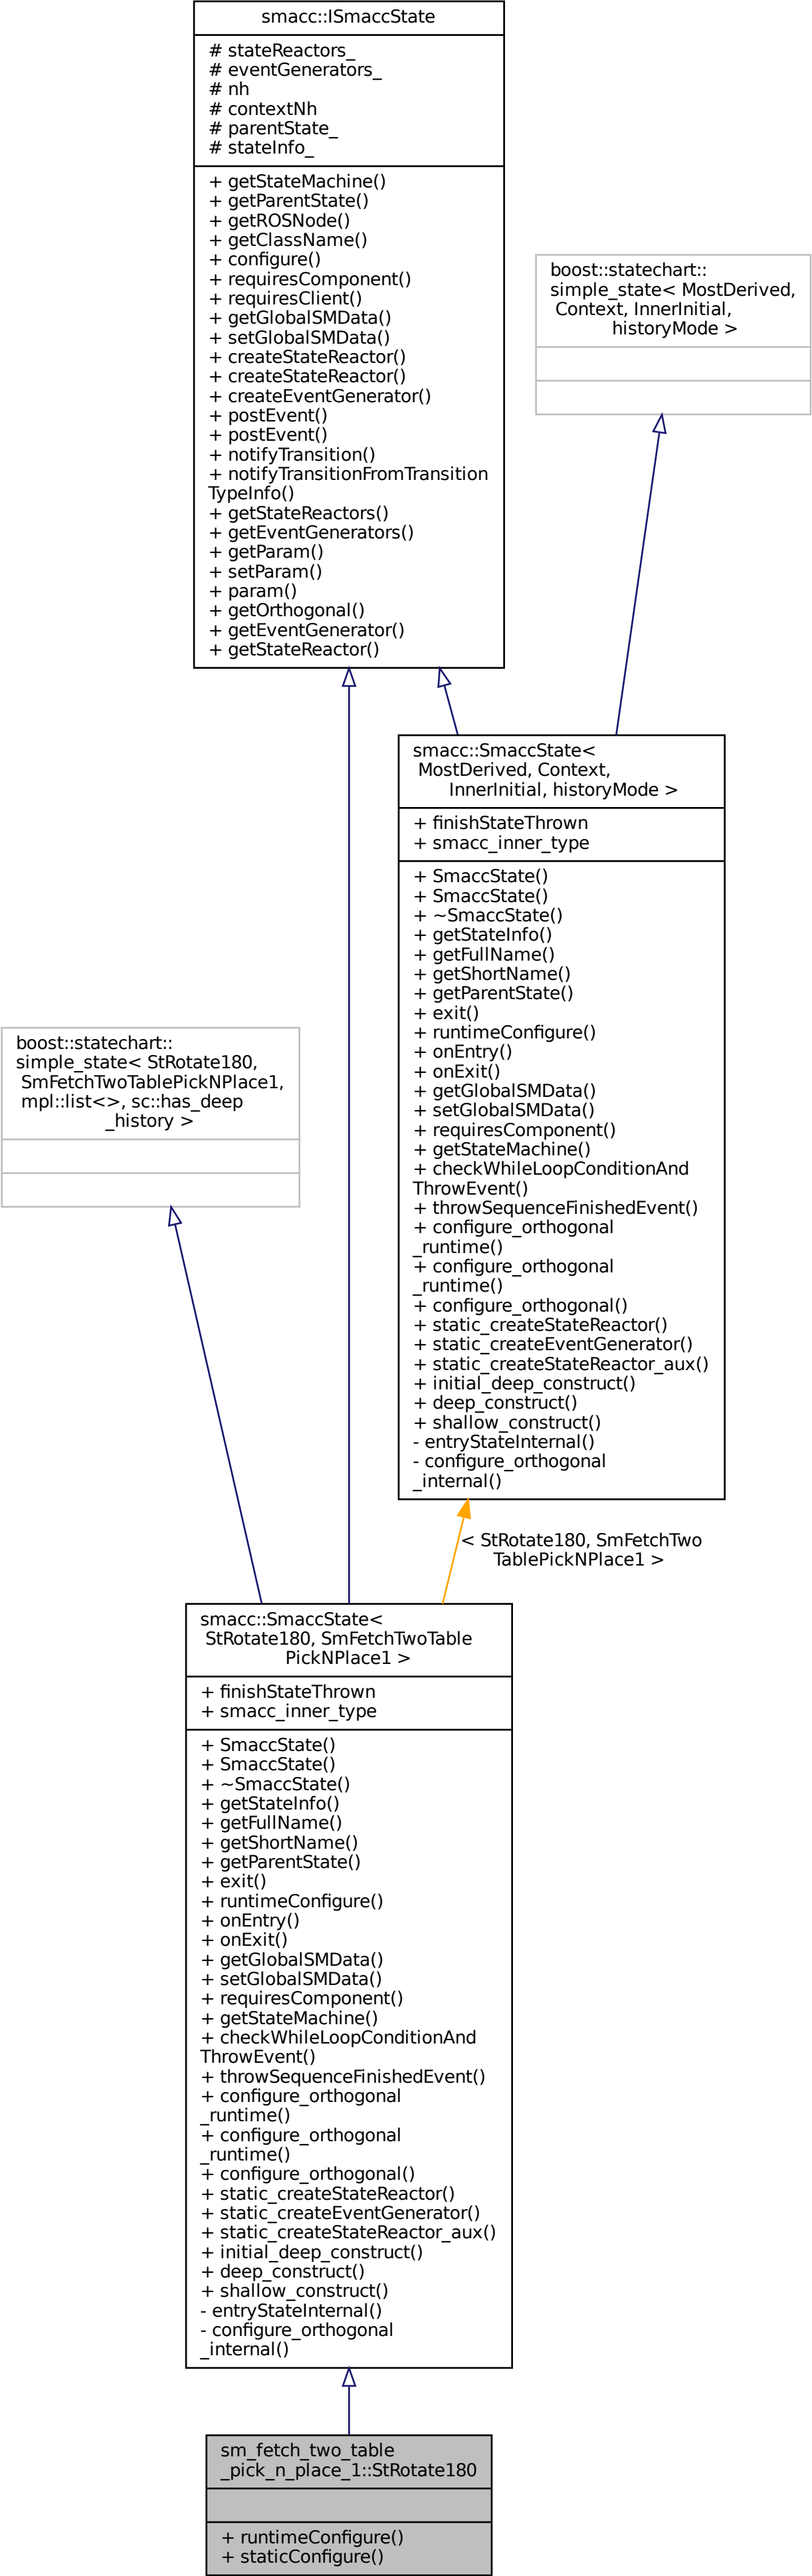 smacc::ISmaccState
# stateReactors_
# eventGenerators_
# nh
# contextNh
# parentState_
# stateInfo_
+ getStateMachine()
+ getParentState()
+ getROSNode()
+ getClassName()
+ configure()
+ requiresComponent()
+ requiresClient()
+ getGlobalSMData()
+ setGlobalSMData()
+ createStateReactor()
+ createStateReactor()
+ createEventGenerator()
+ postEvent()
+ postEvent()
+ notifyTransition()
+ notifyTransitionFromTransition
TypeInfo()
+ getStateReactors()
+ getEventGenerators()
+ getParam()
+ setParam()
+ param()
+ getOrthogonal()
+ getEventGenerator()
+ getStateReactor()
boost::statechart::
simple_state< MostDerived,
Context, InnerInitial,
historyMode >
smacc::SmaccState<
MostDerived, Context,
InnerInitial, historyMode >
+ finishStateThrown
+ smacc_inner_type
+ SmaccState()
+ SmaccState()
+ ~SmaccState()
+ getStateInfo()
+ getFullName()
+ getShortName()
+ getParentState()
+ exit()
+ runtimeConfigure()
+ onEntry()
+ onExit()
+ getGlobalSMData()
+ setGlobalSMData()
+ requiresComponent()
+ getStateMachine()
+ checkWhileLoopConditionAnd
ThrowEvent()
+ throwSequenceFinishedEvent()
+ configure_orthogonal
_runtime()
+ configure_orthogonal
_runtime()
+ configure_orthogonal()
+ static_createStateReactor()
+ static_createEventGenerator()
+ static_createStateReactor_aux()
+ initial_deep_construct()
+ deep_construct()
+ shallow_construct()
- entryStateInternal()
- configure_orthogonal
_internal()
boost::statechart::
simple_state< StRotate180,
SmFetchTwoTablePickNPlace1,
mpl::list<>, sc::has_deep
_history >
< StRotate180, SmFetchTwo
TablePickNPlace1 >
smacc::SmaccState<
StRotate180, SmFetchTwoTable
PickNPlace1 >
+ finishStateThrown
+ smacc_inner_type
+ SmaccState()
+ SmaccState()
+ ~SmaccState()
+ getStateInfo()
+ getFullName()
+ getShortName()
+ getParentState()
+ exit()
+ runtimeConfigure()
+ onEntry()
+ onExit()
+ getGlobalSMData()
+ setGlobalSMData()
+ requiresComponent()
+ getStateMachine()
+ checkWhileLoopConditionAnd
ThrowEvent()
+ throwSequenceFinishedEvent()
+ configure_orthogonal
_runtime()
+ configure_orthogonal
_runtime()
+ configure_orthogonal()
+ static_createStateReactor()
+ static_createEventGenerator()
+ static_createStateReactor_aux()
+ initial_deep_construct()
+ deep_construct()
+ shallow_construct()
- entryStateInternal()
- configure_orthogonal
_internal()
sm_fetch_two_table
_pick_n_place_1::StRotate180
+ runtimeConfigure()
+ staticConfigure()